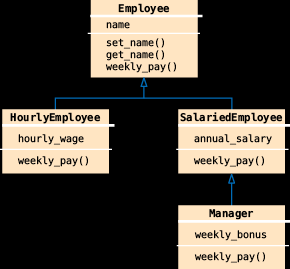 Employee
name
set_name()
get_name()
weekly_pay()
HourlyEmployee
hourly_wage
weekly_pay()
SalariedEmployee
annual_salary
weekly_pay()
Manager
weekly_bonus
weekly_pay()